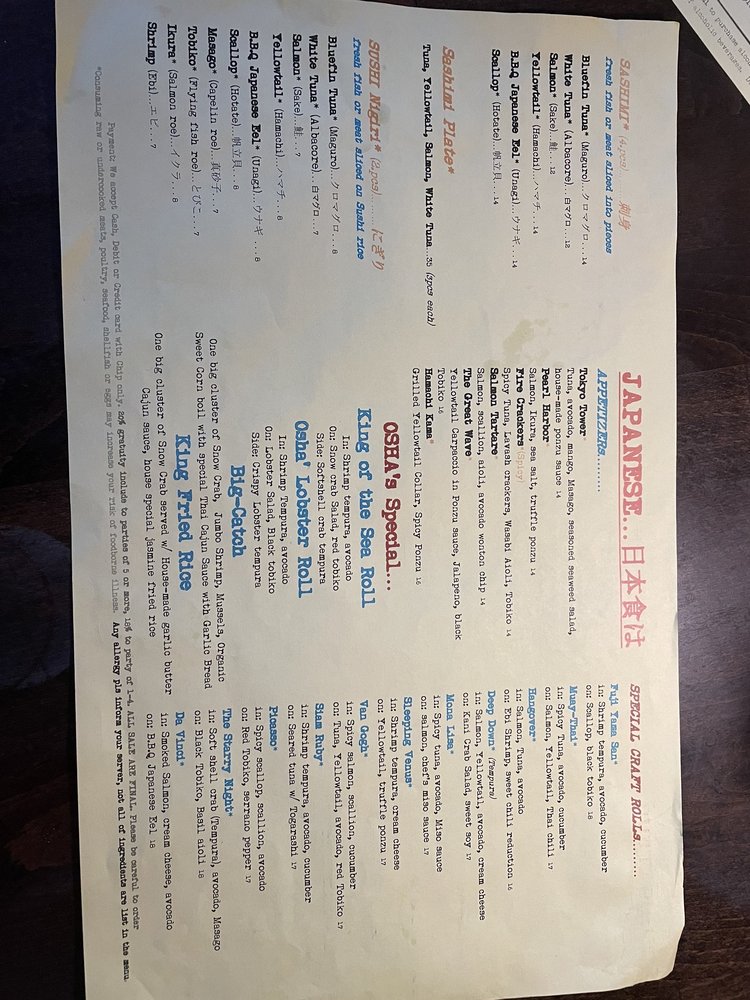 JAPANESE...日本食は
SASHIMI* (4.pcs)... 刺身
fresh fish or meat sliced into pieces
Bluefin Tuna* (Maguro)...クロマグロ...14
White Tuna* (Albacore)...白マグロ...12
Salmon* (Sake)...鮭...12
Yellowtail* (Hamachi)...ハマチ...14
B.B.Q Japanese Eel* (Unagi)...ウナギ...14
Scallop* (Hotate)...帆立貝...14
Sashimi Plate*
Tuna, Yellowtail, Salmon, White Tuna...35 (3pcs each)
SUSHI Nigiri* (2.pcs)....... にぎり
fresh fish or meat sliced on Sushi rice
Bluefin Tuna* (Maguro)...クロマグロ...8
White Tuna* (Albacore)...白マグロ...7
Salmon* (Sake)...鮭...7
Yellowtail* (Hamachi)...ハマチ...8
B.B.Q Japanese Eel* (Unagi)...ウナギ...8
Scallop* (Hotate)...帆立貝...8
Masago* (Capelin roe)...真砂子...7
Tobiko* (Flying fish roe)...とびこ...7
Ikura* (Salmon roe)...イクラ...8
Shrimp (Ebi)...エビ...7
APPETIZERs.........
Tokyo Tower
Tuna, avocado, mango, Masago, seasoned seaweed salad,
house-made ponzu sauce 14
Pearl Harbor*
Salmon, Ikura, sea salt, truffle ponzu 14
Fire Crackers*(Spicy)
Spicy Tuna, Lavash crackers, Wasabi Aioli, Tobiko 14
Salmon Tartare*
Salmon, scallion, aioli, avocado wonton chip 14
The Great Wave*
Yellowtail Carpaccio in Ponzu sauce, Jalapeno, black
Tobiko 16
Hamachi Kama*
Grilled Yellowtail Collar, Spicy Ponzu 16
OSHA's Special...
King of the Sea Roll
In: Shrimp tempura, avocado
On: Snow crab Salad, red tobiko
Side: Softshell crab tempura
Osha' Lobster Roll
In: Shrimp Tempura, avocado
On: Lobster Salad, Black tobiko
Side: Crispy Lobster tempura
Big-Catch
One big cluster of Snow Crab, Jumbo Shrimp, Mussels, Organic
Sweet Corn boil with special Thai Cajun Sauce with Garlic Bread
King Fried Rice
One big cluster of Snow Crab served w/ House-made garlic butter
Cajun sauce, house special jasmine fried rice
SPECIAL CRAFT ROLLs.........
Fuji Yama San*
in: Shrimp tempura, avocado, cucumber
on: Scallop, black tobiko 18
Muay-Thai*
in: Spicy Tuna, avocado, cucumber
on: Salmon, Yellowtail, Thai chili 17
Hangover*
in: Salmon, Tuna, avocado
on: Ebi Shrimp, sweet chili reduction 16
Deep Down* (Tempura)
in: Salmon, Yellowtail, avocado, cream cheese
on: Kani Crab Salad, sweet soy 17
Mona Lisa*
in: Spicy tuna, avocado, Miso sauce
on: salmon, chef's miso sauce 17
Sleeping Venus*
in: Shrimp tempura, cream cheese
on: Yellowtail, truffle ponzu 17
Van Gogh*
in: Spicy salmon, scallion, cucumber
on: Tuna, Yellowtail, avocado, red Tobiko 17
Siam Ruby*
in: Shrimp tempura, avocado, cucumber
on: Seared tuna w/ Togarashi 17
Picasso*
in: Spicy scallop, scallion, avocado
on: Red Tobiko, serrano pepper 17
The Starry Night*
in: Soft shell crab (Tempura), avocado, Masago
on: Black Tobiko, Basil aioli 18
Da Vinci*
in: Smoked Salmon, cream cheese, avocado
on: B.B.Q Japanese Eel 18
Payment: We accept Cash, Debit or Credit card with Chip only. 20% gratuity include to parties of 5 or more, 18% to party of 1-4. ALL SALE ARE FINAL. Please be careful to order
*Consuming raw or undercooked meats, poultry, seafood, shellfish or eggs may increase your risk of foodborne illness. Any allergy pls inform your server, not all of ingredients are list in the menu.
to purchase
alcoholic beverages.